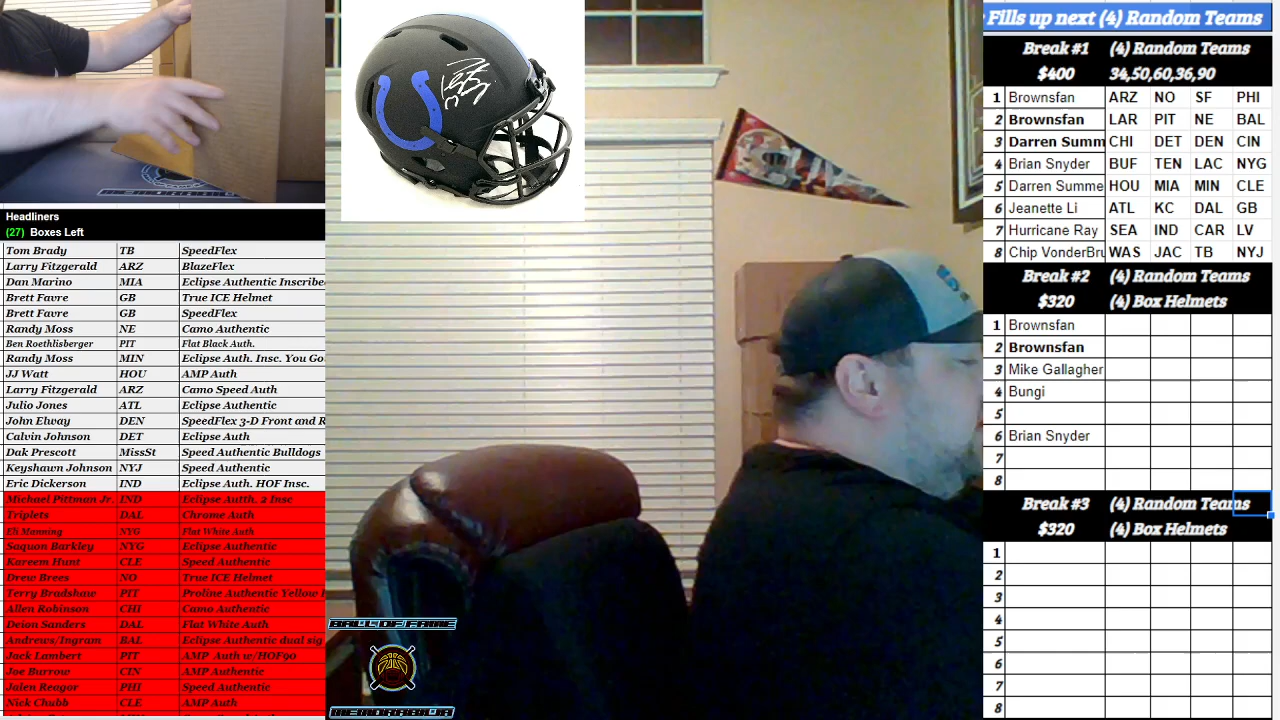 Headliners
(27) Boxes Left
Tom Brady TB SpeedFlex
Larry Fitzgerald ARZ BlazeFlex
Dan Marino MIA Eclipse Authentic Inscribe
Brett Favre GB True ICE Helmet
Brett Favre GB SpeedFlex
Randy Moss NE Camo Authentic
Ben Roethlisberger PIT Flat Black Auth.
Randy Moss MIN Eclipse Auth. Insc. You Go
JJ Watt HOU AMP Auth
Larry Fitzgerald ARZ Camo Speed Auth
Julio Jones ATL Eclipse Authentic
John Elway DEN SpeedFlex 3-D Front and R
Calvin Johnson DET Eclipse Auth
Dak Prescott MissSt Speed Authentic Bulldogs
Keyshawn Johnson NYJ Speed Authentic
Eric Dickerson IND Eclipse Auth. HOF Insc.
Michael Pittman Jr. IND Eclipse Autth. 2 Insc
Triplets DAL Chrome Auth
Eli Manning NYG Flat White Auth
Saquon Barkley NYG Eclipse Authentic
Kareem Hunt CLE Speed Authentic
Drew Brees NO True ICE Helmet
Terry Bradshaw PIT Proline Authentic Yellow
Allen Robinson CHI Camo Authentic
Deion Sanders DAL Flat White Auth
Andrews/Ingram BAL Eclipse Authentic dual sig
Jack Lambert PIT AMP Auth w/HOF90
Joe Burrow CIN AMP Authentic
Jalen Reagor PHI Speed Authentic
Nick Chubb CLE AMP Auth
BALL OF FAME
MEMORABILIA
Fills up next (4) Random Teams
Break #1 (4) Random Teams
$400 34,50,60,36,90
1 Brownsfan ARZ NO SF PHI
2 Brownsfan LAR PIT NE BAL
3 Darren Summ CHI DET DEN CIN
4 Brian Snyder BUF TEN LAC NYG
5 Darren Summe HOU MIA MIN CLE
6 Jeanette Li ATL KC DAL GB
7 Hurricane Ray SEA IND CAR LV
8 Chip VonderBru WAS JAC TB NYJ
Break #2 (4) Random Teams
$320 (4) Box Helmets
1 Brownsfan
2 Brownsfan
3 Mike Gallagher
4 Bungi
5
6 Brian Snyder
7
8
Break #3 (4) Random Teams
$320 (4) Box Helmets
1
2
3
4
5
6
7
8